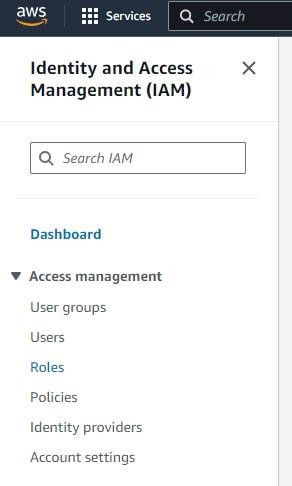 aws
Services
Search
Identity and Access
Management (IAM)
Search IAM
Dashboard
Access management
User groups
Users
Roles
Policies
Identity providers
Account settings